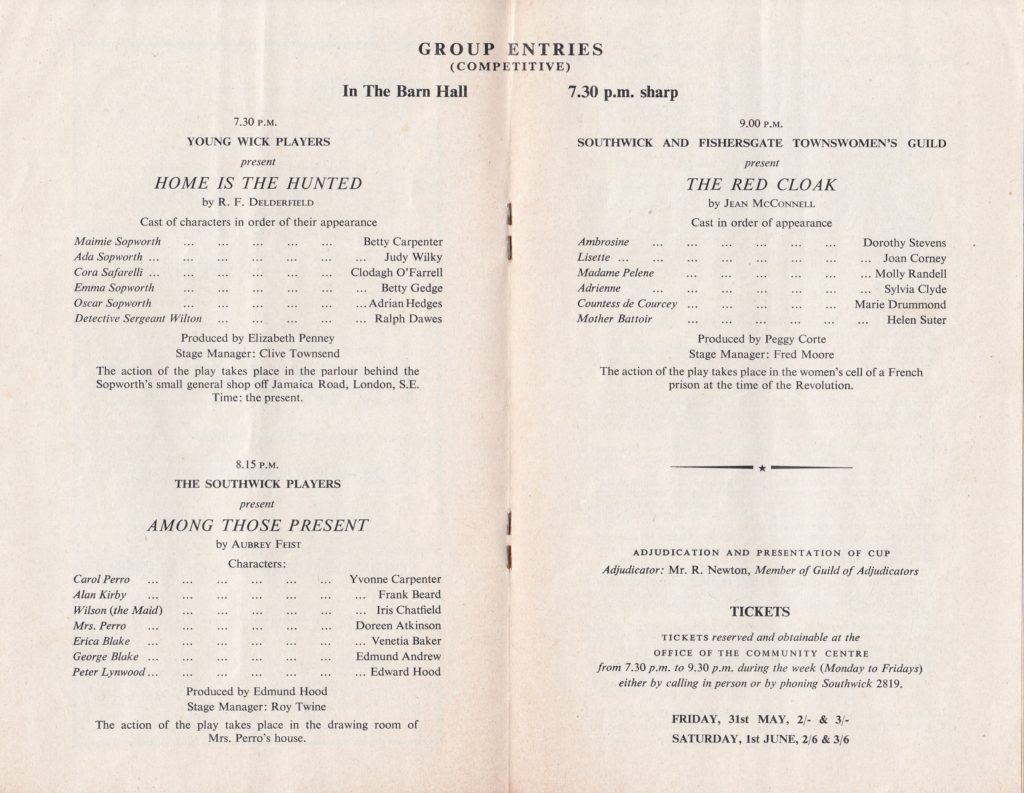 GROUP ENTRIES
(COMPETITIVE)
In The Barn Hall 7.30 p.m. sharp
7.30 P.M.
YOUNG WICK PLAYERS
present
HOME IS THE HUNTED
by R. F. DELDERFIELD
Cast of characters in order of their appearance
Maimie Sopworth ... ... ... ... ... Betty Carpenter
Ada Sopworth ... ... ... ... ... ... Judy Wilky
Cora Safarelli ... ... ... ... ... Clodagh O'Farrell
Emma Sopworth ... ... ... ... ... ... Betty Gedge
Oscar Sopworth ... ... ... ... ... ... Adrian Hedges
Detective Sergeant Wilton ... ... ... ... ... Ralph Dawes
Produced by Elizabeth Penney
Stage Manager: Clive Townsend
The action of the play takes place in the parlour behind the
Sopworth's small general shop off Jamaica Road, London, S.E.
Time: the present.
8.15 P.M.
THE SOUTHWICK PLAYERS
present
AMONG THOSE PRESENT
by AUBREY FEIST
Characters:
Carol Perro ... ... ... ... ... ... Yvonne Carpenter
Alan Kirby ... ... ... ... ... ... ... Frank Beard
Wilson (the Maid) ... ... ... ... ... ... Iris Chatfield
Mrs. Perro ... ... ... ... ... ... Doreen Atkinson
Erica Blake ... ... ... ... ... ... ... Venetia Baker
George Blake ... ... ... ... ... ... Edmund Andrew
Peter Lynwood ... ... ... ... ... ... ... Edward Hood
Produced by Edmund Hood
Stage Manager: Roy Twine
The action of the play takes place in the drawing room of
Mrs. Perro's house.
9.00 P.M.
SOUTHWICK AND FISHERSGATE TOWNSWOMEN'S GUILD
present
THE RED CLOAK
by JEAN MCCONNELL
Cast in order of appearance
Ambrosine ... ... ... ... ... ... Dorothy Stevens
Lisette ... ... ... ... ... ... ... Joan Corney
Madame Pelene ... ... ... ... ... ... Molly Randell
Adrienne ... ... ... ... ... ... ... Sylvia Clyde
Countess de Courcey ... ... ... ... ... Marie Drummond
Mother Battoir ... ... ... ... ... ... Helen Suter
Produced by Peggy Corte
Stage Manager: Fred Moore
The action of the play takes place in the women's cell of a French
prison at the time of the Revolution.
ADJUDICATION AND PRESENTATION OF CUP
Adjudicator: Mr. R. Newton, Member of Guild of Adjudicators
TICKETS
TICKETS reserved and obtainable at the
OFFICE OF THE COMMUNITY CENTRE
from 7.30 p.m. to 9.30 p.m. during the week (Monday to Fridays)
either by calling in person or by phoning Southwick 2819.
FRIDAY, 31st MAY, 2/- & 3/-
SATURDAY, 1st JUNE, 2/6 & 3/6